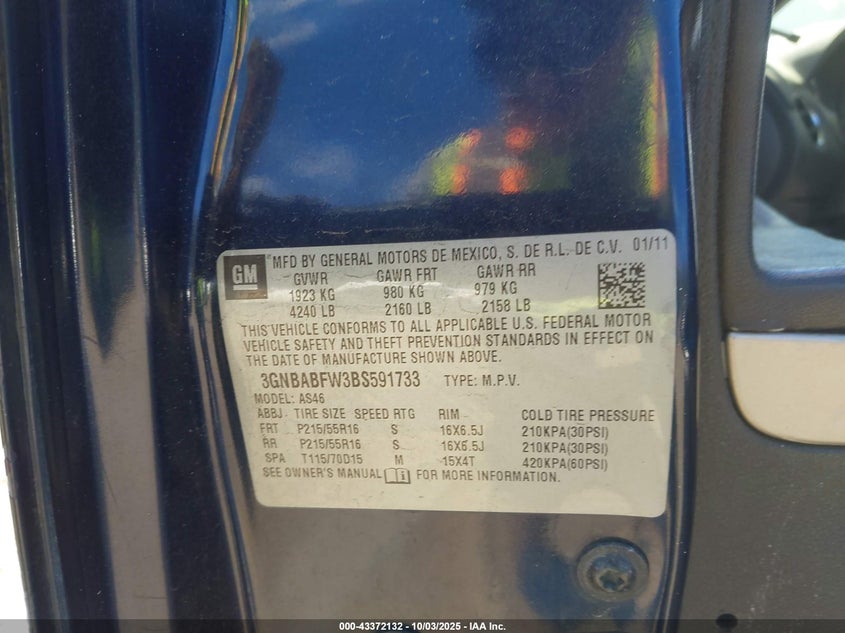 GM
MFD BY GENERAL MOTORS DE MEXICO, S. DE R.L. DE C.V. 01/11
GVWR GAWR FRT GAWR RR
1923 KG 980 KG 979 KG
4240 LB 2160 LB 2158 LB
THIS VEHICLE CONFORMS TO ALL APPLICABLE U.S. FEDERAL MOTOR
VEHICLE SAFETY AND THEFT PREVENTION STANDARDS IN EFFECT ON
THE DATE OF MANUFACTURE SHOWN ABOVE.
3GNBABFW3BS591733 TYPE: M.P.V.
MODEL: AS46
ABBJ TIRE SIZE SPEED RTG RIM COLD TIRE PRESSURE
FRT P215/55R16 S 16X6.5J 210KPA(30PSI)
RR P215/55R16 S 16X6.5J 210KPA(30PSI)
SPA T115/70D15 M 15X4T 420KPA(60PSI)
SEE OWNER'S MANUAL FOR MORE INFORMATION.
000-43372132 - 10/03/2025 - IAA Inc.